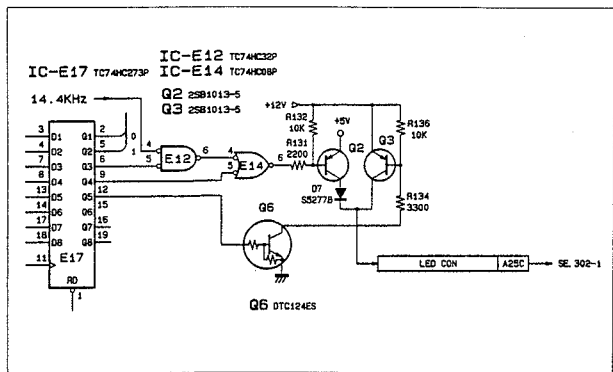 IC-E12 TC74HC32P
IC-E17 TC74HC273P
IC-E14 TC74HC08P
Q2 2SB1013-5
Q3 2SB1013-5
14.4KHz
+12V
R132
10K
R131
2200
+5V
Q2
Q3
R136
10K
D7
S5277B
R134
3300
3 D1 Q1 2 0
4 D2 Q2 5 1
7 D3 Q3 6
8 D4 Q4 9
13 D5 Q5 12
14 D6 Q6 15
17 D7 Q7 16
18 D8 Q8 19
11 E17
RD
1
4
5
E12
6
4
5
E14
6
Q6
Q6 DTC124ES
LED CON A25C SE.302-1